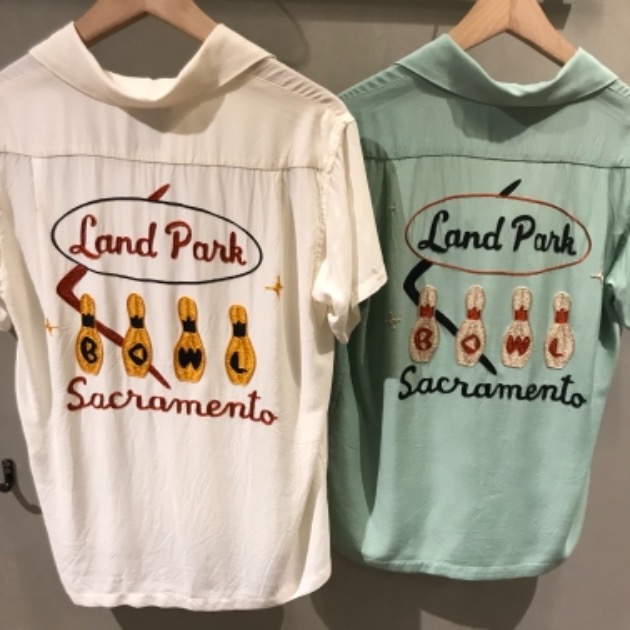 Land Park
BOWL
Sacramento
Land Park
BOWL
Sacramento